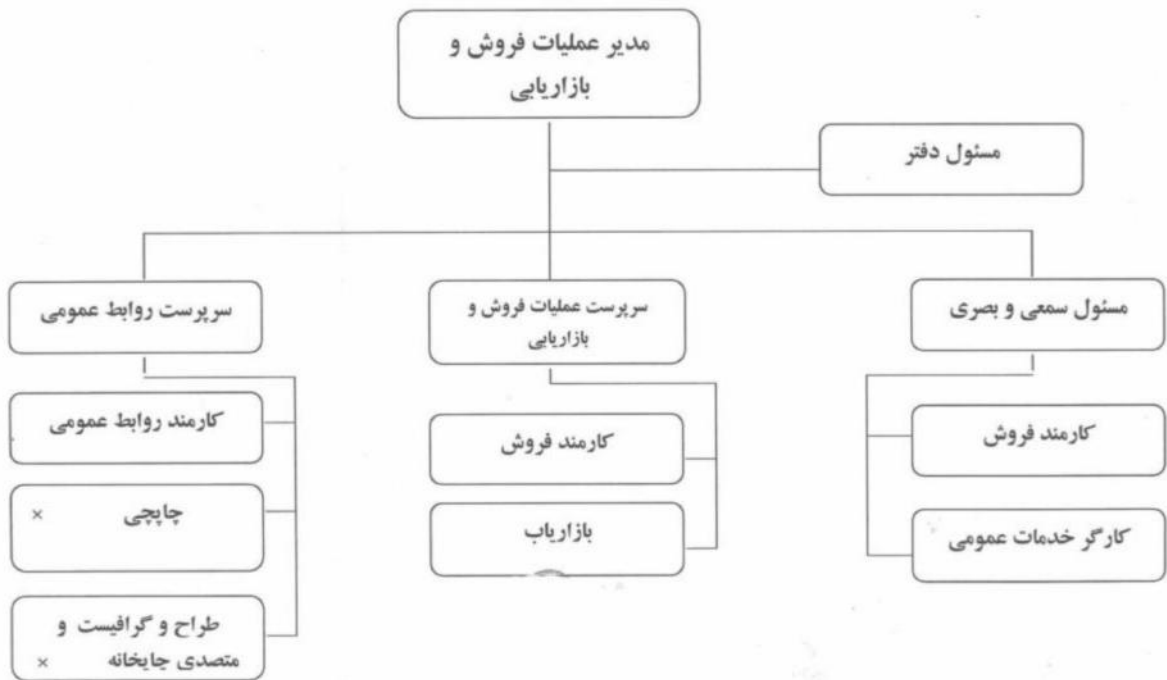 مدیر عملیات فروش و
بازاریابی
مسئول دفتر
مسئول سمعی و بصری
کارمند فروش
کارگر خدمات عمومی
سرپرست عملیات فروش و
بازاریابی
کارمند فروش
بازاریاب
سرپرست روابط عمومی
کارمند روابط عمومی
چاپچی ×
طراح و گرافیست و
متصدی چاپخانه ×